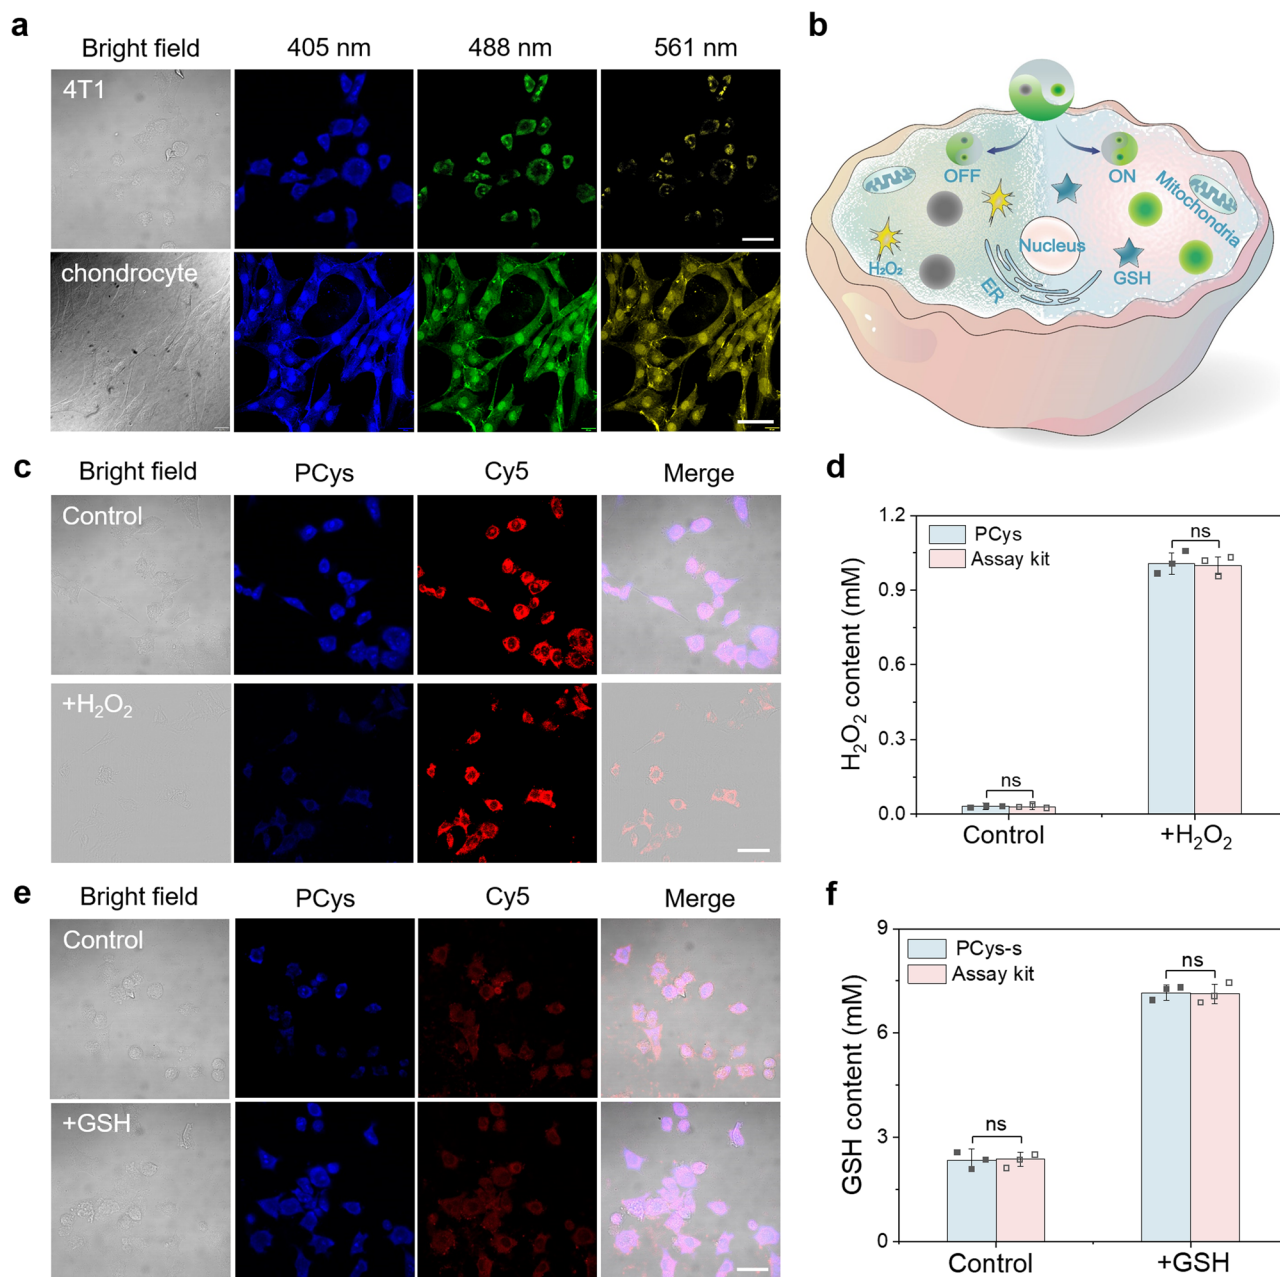 a
Bright field 405 nm 488 nm 561 nm
4T1
chondrocyte
b
OFF
ON
Mitochondria
H₂O₂
Nucleus
ER
GSH
c
Bright field PCys Cy5 Merge
Control
+H₂O₂
d
1.2
0.9
0.6
0.3
0.0
H₂O₂ content (mM)
PCys
Assay kit
ns
ns
Control +H₂O₂
e
Bright field PCys Cy5 Merge
Control
+GSH
f
9
6
3
0
GSH content (mM)
PCys-s
Assay kit
ns
ns
Control +GSH